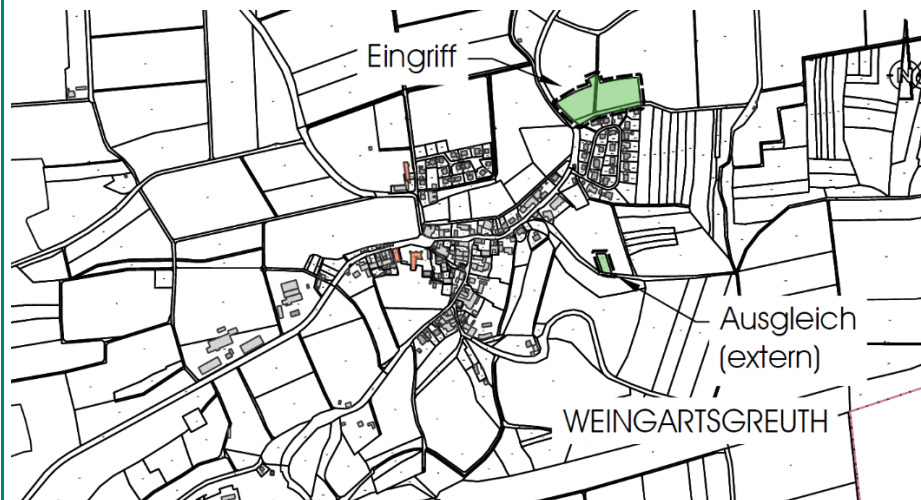 Eingriff
N
Ausgleich
(extern)
WEINGARTSGREUTH